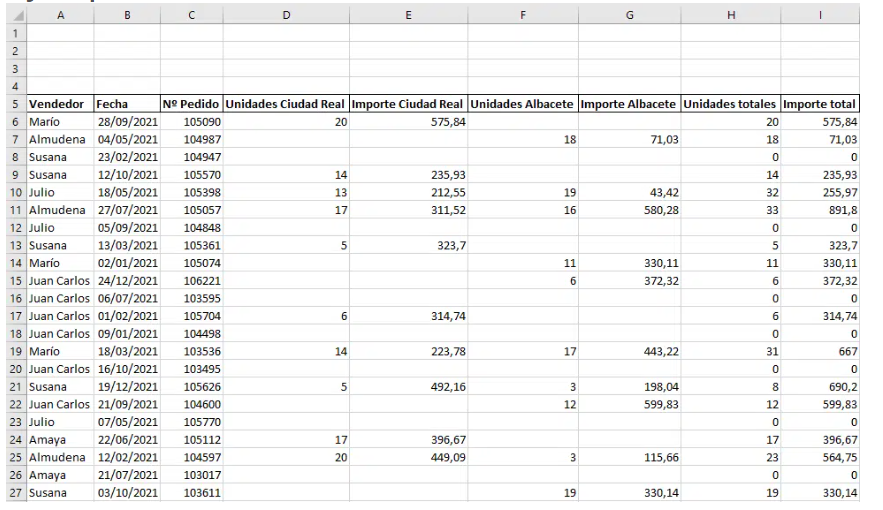 A B C D E F G H I
1
2
3
4
5 Vendedor Fecha Nº Pedido Unidades Ciudad Real Importe Ciudad Real Unidades Albacete Importe Albacete Unidades totales Importe total
6 Marío 28/09/2021 105090 20 575,84 20 575,84
7 Almudena 04/05/2021 104987 18 71,03 18 71,03
8 Susana 23/02/2021 104947 0 0
9 Susana 12/10/2021 105570 14 235,93 14 235,93
10 Julio 18/05/2021 105398 13 212,55 19 43,42 32 255,97
11 Almudena 27/07/2021 105057 17 311,52 16 580,28 33 891,8
12 Julio 05/09/2021 104848 0 0
13 Susana 13/03/2021 105361 5 323,7 5 323,7
14 Marío 02/01/2021 105074 11 330,11 11 330,11
15 Juan Carlos 24/12/2021 106221 6 372,32 6 372,32
16 Juan Carlos 06/07/2021 103595 0 0
17 Juan Carlos 01/02/2021 105704 6 314,74 6 314,74
18 Juan Carlos 09/01/2021 104498 0 0
19 Marío 18/03/2021 103536 14 223,78 17 443,22 31 667
20 Juan Carlos 16/10/2021 103495 0 0
21 Susana 19/12/2021 105626 5 492,16 3 198,04 8 690,2
22 Juan Carlos 21/09/2021 104600 12 599,83 12 599,83
23 Julio 07/05/2021 105770 0 0
24 Amaya 22/06/2021 105112 17 396,67 17 396,67
25 Almudena 12/02/2021 104597 20 449,09 3 115,66 23 564,75
26 Amaya 21/07/2021 103017 0 0
27 Susana 03/10/2021 103611 19 330,14 19 330,14